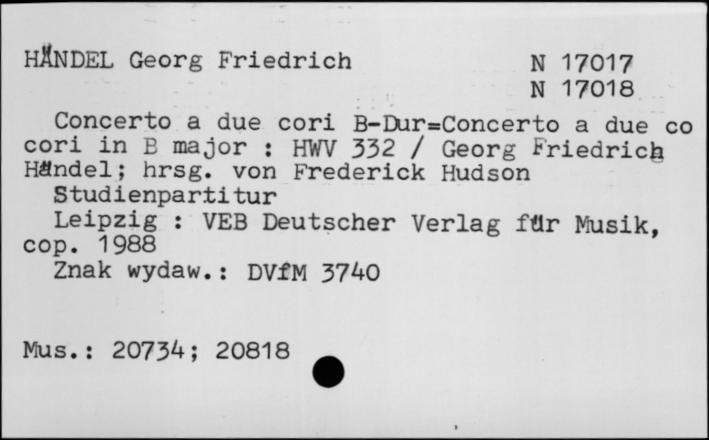 HÄNDEL Georg Friedrich N 17017
N 17018
Concerto a due cori B-Dur=Concerto a due co
cori in B major : HWV 332 / Georg Friedrich
Händel; hrsg. von Frederick Hudson
Studienpartitur
Leipzig : VEB Deutscher Verlag für Musik,
cop. 1988
Znak wydaw.: DVfM 3740
Mus.: 20734; 20818